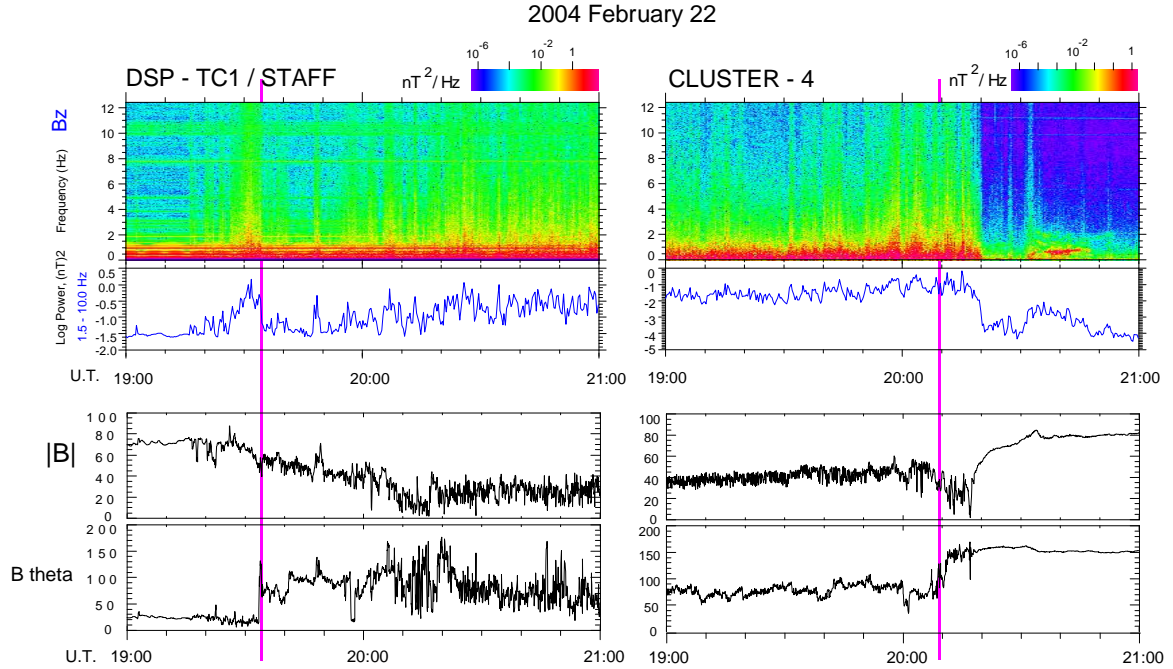 2004 February 22
DSP - TC1 / STAFF
10^-6 10^-2 1
nT^2/ Hz
CLUSTER - 4
10^-6 10^-2 1
nT^2/ Hz
Bz
Frequency (Hz)
12
10
8
6
4
2
0
12
10
8
6
4
2
0
Log Power, (nT)2
1.5 - 10.0 Hz
0.5
0.0
-0.5
-1.0
-1.5
-2.0
0
-1
-2
-3
-4
-5
U.T.
19:00 20:00 21:00
19:00 20:00 21:00
|B|
100
80
60
40
20
0
100
80
60
40
20
0
B theta
200
150
100
50
0
200
150
100
50
0
U.T.
19:00 20:00 21:00
19:00 20:00 21:00